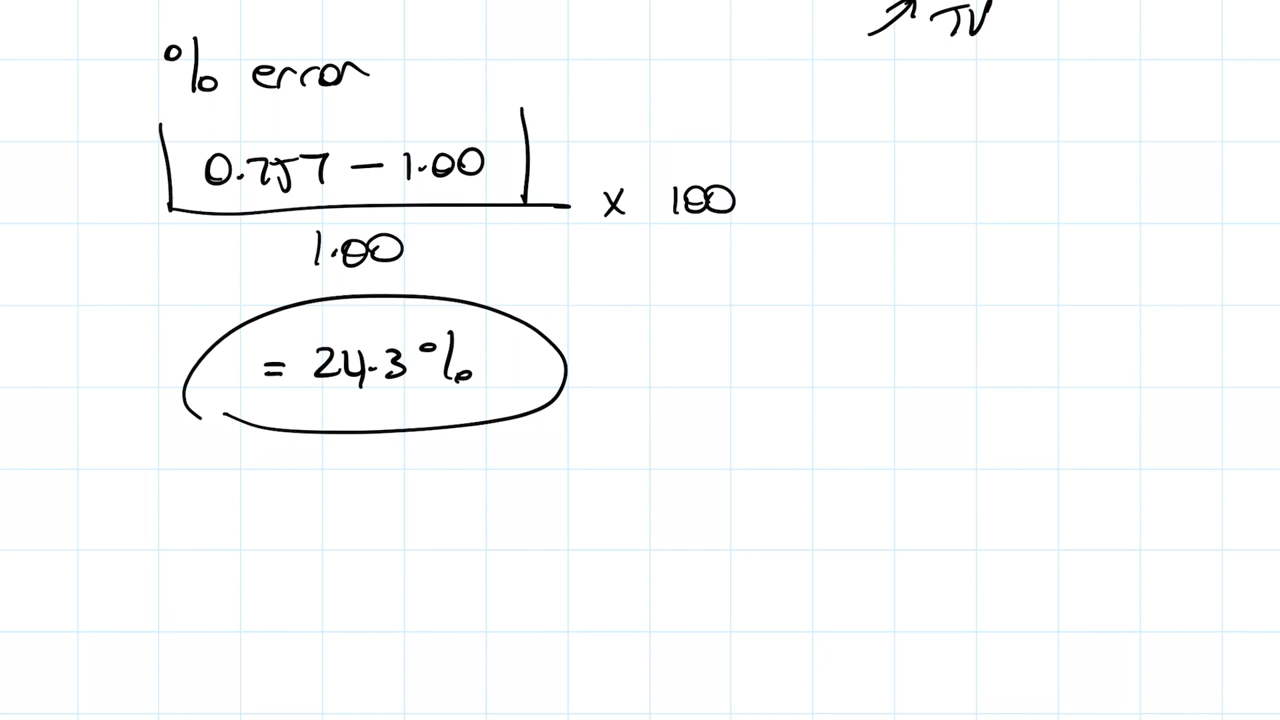 TV
% error
|0.757 - 1.00|
1.00
x 100
= 24.3 %